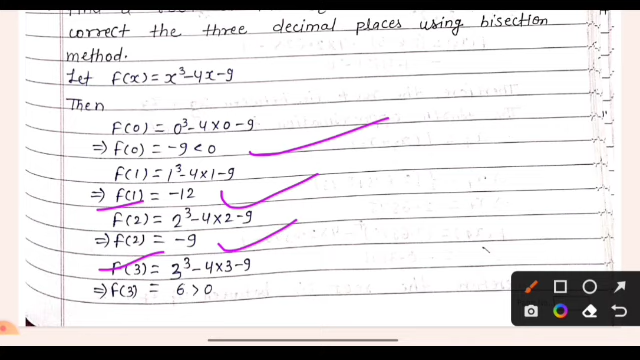 correct the three decimal places using bisection
method.
Let f(x) = x³-4x-9
Then
f(0) = 0³-4×0-9
⇒ f(0) = -9 < 0
f(1) = 1³-4×1-9
⇒ f(1) = -12
f(2) = 2³-4×2-9
⇒ f(2) = -9
f(3) = 3³-4×3-9
⇒ f(3) = 6 > 0